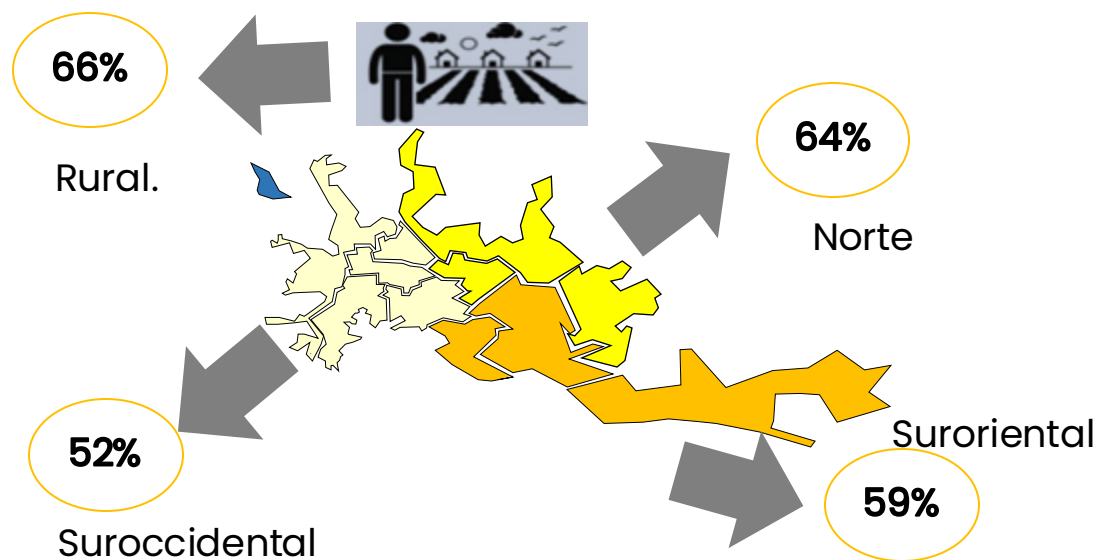 66%
Rural.
64%
Norte
52%
Suroccidental
Suroriental
59%